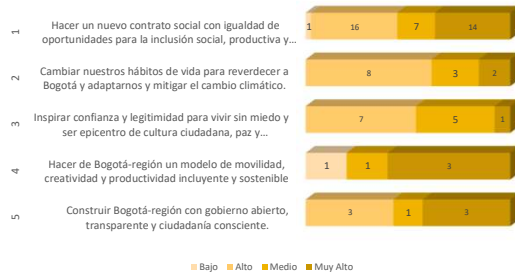 1
Hacer un nuevo contrato social con igualdad de
oportunidades para la inclusión social, productiva y…
1 16 7 14
2
Cambiar nuestros hábitos de vida para reverdecer a
Bogotá y adaptarnos y mitigar el cambio climático.
8 3 2
3
Inspirar confianza y legitimidad para vivir sin miedo y
ser epicentro de cultura ciudadana, paz y…
7 5 1
4
Hacer de Bogotá-región un modelo de movilidad,
creatividad y productividad incluyente y sostenible
1 1 3
5
Construir Bogotá-región con gobierno abierto,
transparente y ciudadanía consciente.
3 1 3
Bajo Alto Medio Muy Alto